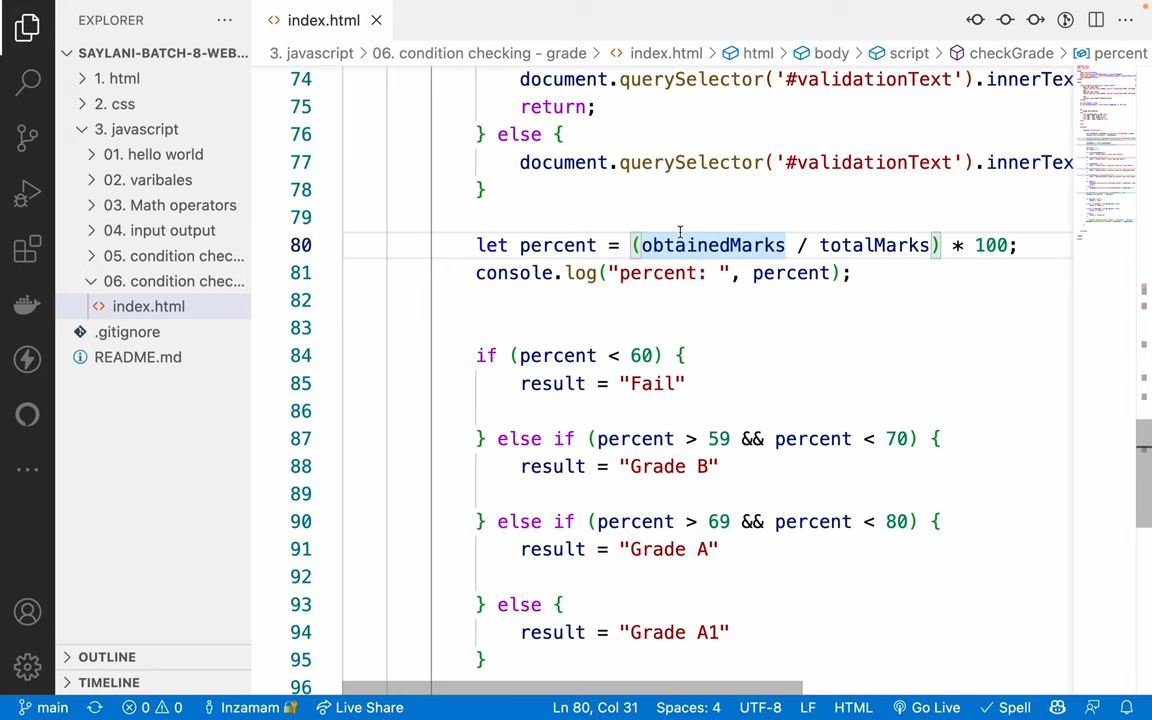 EXPLORER
SAYLANI-BATCH-8-WEB...
1. html
2. css
3. javascript
01. hello world
02. varibales
03. Math operators
04. input output
05. condition chec...
06. condition chec...
index.html
.gitignore
README.md
OUTLINE
TIMELINE
index.html
3. javascript > 06. condition checking - grade > index.html > html > body > script > checkGrade > percent
74 document.querySelector('#validationText').innerTex
75 return;
76 } else {
77 document.querySelector('#validationText').innerTex
78 }
79
80 let percent = (obtainedMarks / totalMarks) * 100;
81 console.log("percent: ", percent);
82
83
84 if (percent < 60) {
85 result = "Fail"
86
87 } else if (percent > 59 && percent < 70) {
88 result = "Grade B"
89
90 } else if (percent > 69 && percent < 80) {
91 result = "Grade A"
92
93 } else {
94 result = "Grade A1"
95 }
96
main 0 0 Inzamam Live Share Ln 80, Col 31 Spaces: 4 UTF-8 LF HTML Go Live Spell